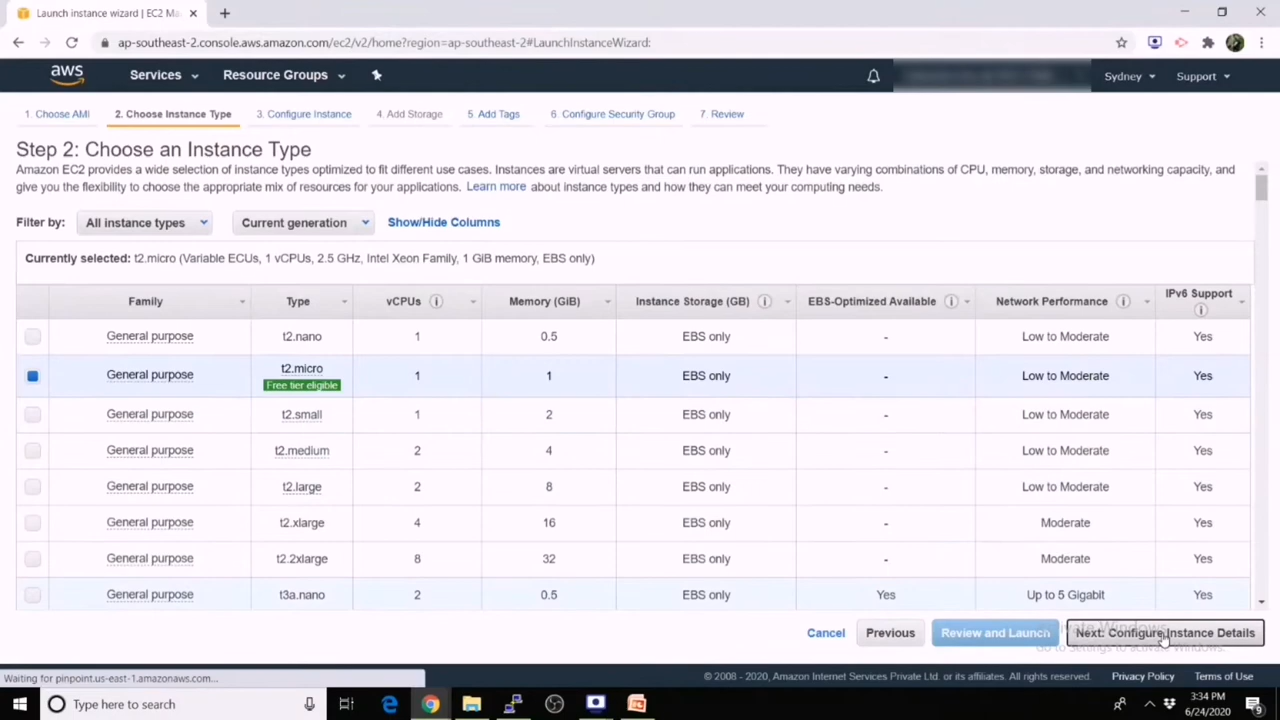 Launch instance wizard | EC2 Ma
ap-southeast-2.console.aws.amazon.com/ec2/v2/home?region=ap-southeast-2#LaunchInstanceWizard:
aws Services Resource Groups Sydney Support
1. Choose AMI 2. Choose Instance Type 3. Configure Instance 4. Add Storage 5. Add Tags 6. Configure Security Group 7. Review
Step 2: Choose an Instance Type
Amazon EC2 provides a wide selection of instance types optimized to fit different use cases. Instances are virtual servers that can run applications. They have varying combinations of CPU, memory, storage, and networking capacity, and
give you the flexibility to choose the appropriate mix of resources for your applications. Learn more about instance types and how they can meet your computing needs.
Filter by: All instance types Current generation Show/Hide Columns
Currently selected: t2.micro (Variable ECUs, 1 vCPUs, 2.5 GHz, Intel Xeon Family, 1 GiB memory, EBS only)
Family Type vCPUs Memory (GiB) Instance Storage (GB) EBS-Optimized Available Network Performance IPv6 Support
General purpose t2.nano 1 0.5 EBS only - Low to Moderate Yes
General purpose t2.micro 1 1 EBS only - Low to Moderate Yes
Free tier eligible
General purpose t2.small 1 2 EBS only - Low to Moderate Yes
General purpose t2.medium 2 4 EBS only - Low to Moderate Yes
General purpose t2.large 2 8 EBS only - Low to Moderate Yes
General purpose t2.xlarge 4 16 EBS only - Moderate Yes
General purpose t2.2xlarge 8 32 EBS only - Moderate Yes
General purpose t3a.nano 2 0.5 EBS only Yes Up to 5 Gigabit Yes
Cancel Previous Review and Launch Next: Configure Instance Details
Activate Windows
Go to Settings to activate Windows.
Waiting for pinpoint.us-east-1.amazonaws.com...
© 2008 - 2020, Amazon Internet Services Private Ltd. or its affiliates. All rights reserved. Privacy Policy Terms of Use
Type here to search
3:34 PM
6/24/2020
9